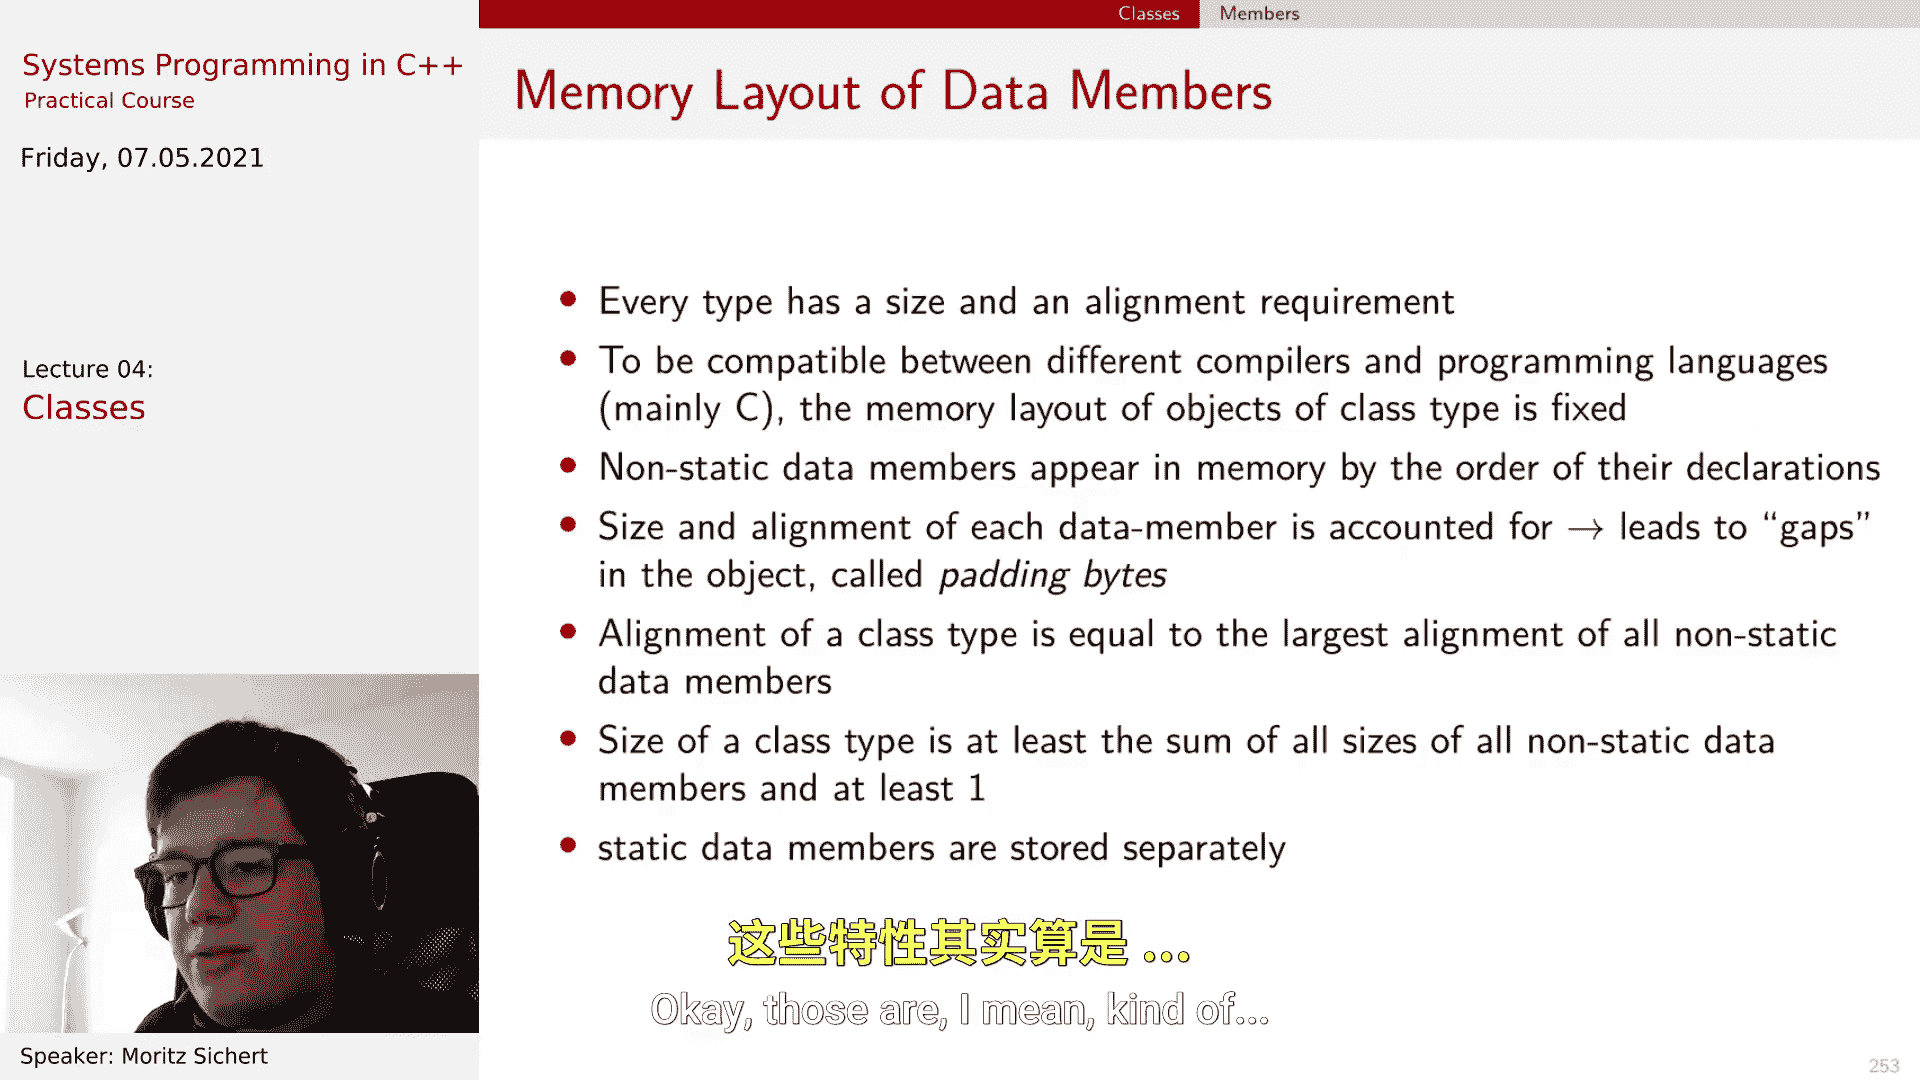 Classes
Members
Systems Programming in C++
Practical Course
Friday, 07.05.2021
Lecture 04:
Classes
Memory Layout of Data Members
• Every type has a size and an alignment requirement
• To be compatible between different compilers and programming languages
(mainly C), the memory layout of objects of class type is fixed
• Non-static data members appear in memory by the order of their declarations
• Size and alignment of each data-member is accounted for → leads to “gaps”
in the object, called padding bytes
• Alignment of a class type is equal to the largest alignment of all non-static
data members
• Size of a class type is at least the sum of all sizes of all non-static data
members and at least 1
• static data members are stored separately
这些特性其实算是 ...
Okay, those are, I mean, kind of...
Speaker: Moritz Sichert
253